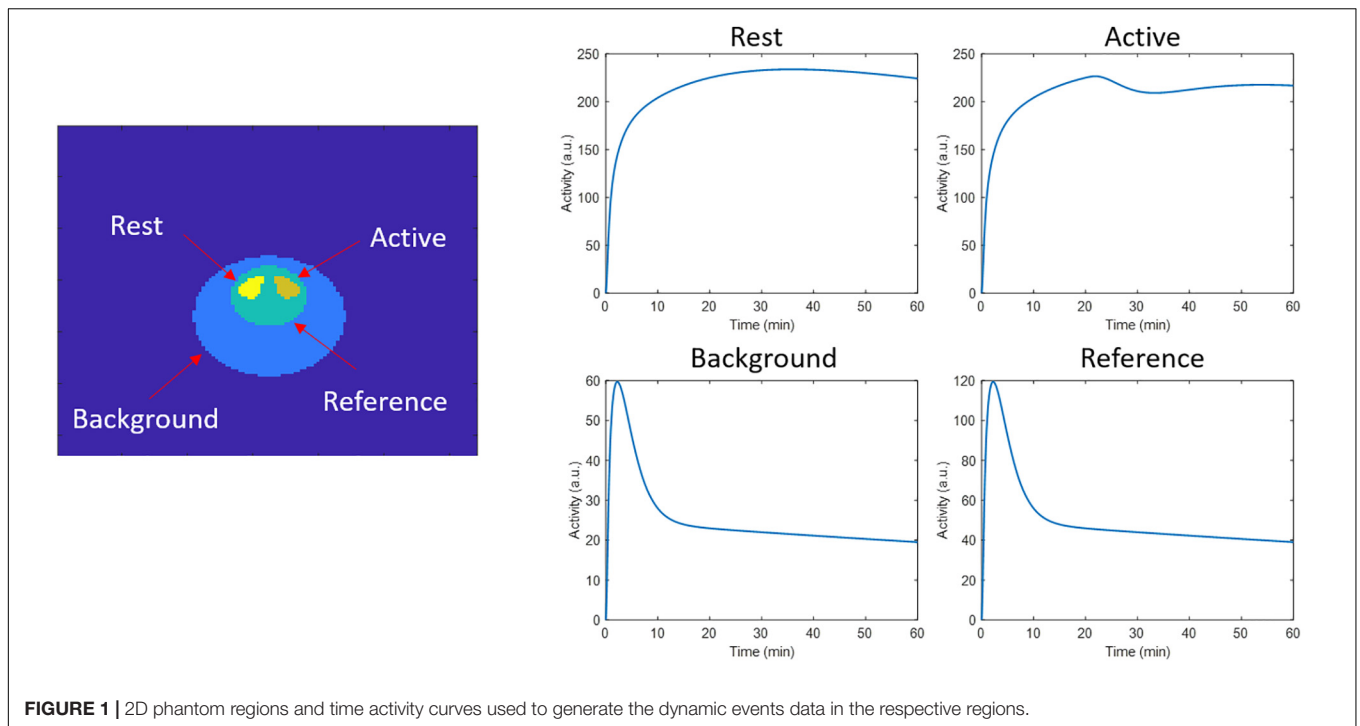 Rest
Active
Reference
Background
Rest
250
200
150
100
50
0
Activity (a.u.)
0 10 20 30 40 50 60
Time (min)
Active
250
200
150
100
50
0
Activity (a.u.)
0 10 20 30 40 50 60
Time (min)
Background
60
50
40
30
20
10
0
Activity (a.u.)
0 10 20 30 40 50 60
Time (min)
Reference
120
100
80
60
40
20
0
Activity (a.u.)
0 10 20 30 40 50 60
Time (min)
FIGURE 1 | 2D phantom regions and time activity curves used to generate the dynamic events data in the respective regions.